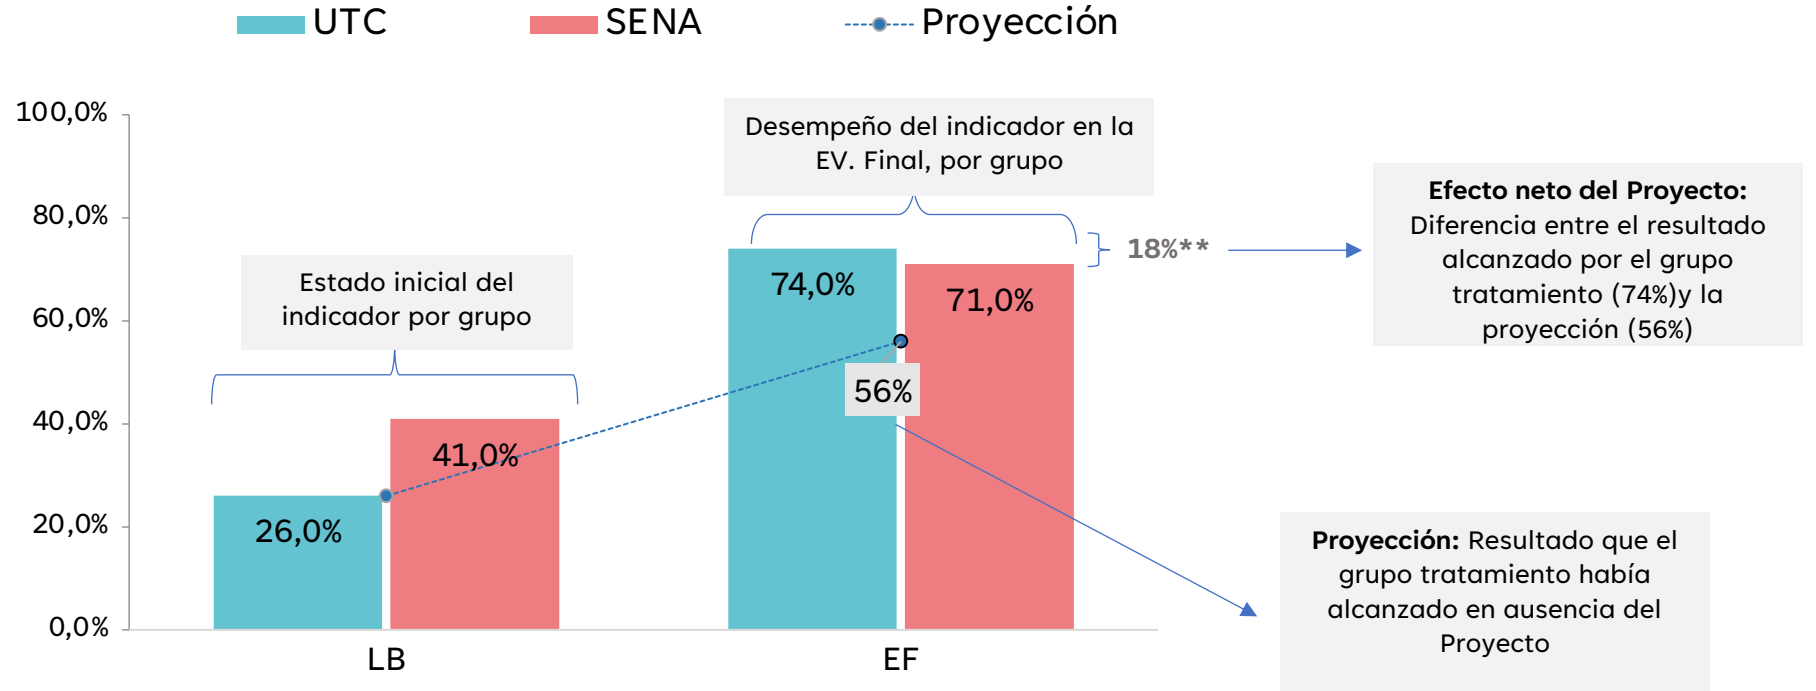 UTC
SENA
Proyección
100,0%
80,0%
60,0%
40,0%
20,0%
0,0%
Estado inicial del
indicador por grupo
Desempeño del indicador en la
EV. Final, por grupo
26,0%
41,0%
74,0%
71,0%
56%
18%**
LB
EF
Efecto neto del Proyecto:
Diferencia entre el resultado
alcanzado por el grupo
tratamiento (74%)y la
proyección (56%)
Proyección: Resultado que el
grupo tratamiento había
alcanzado en ausencia del
Proyecto